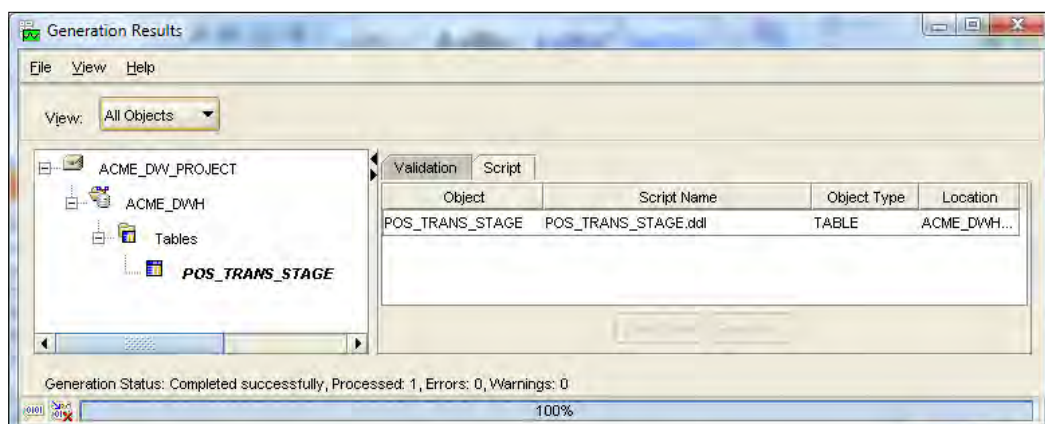 Generation Results
File View Help
View: All Objects
ACME_DW_PROJECT
ACME_DWH
Tables
POS_TRANS_STAGE
Validation Script
Object Script Name Object Type Location
POS_TRANS_STAGE POS_TRANS_STAGE.ddl TABLE ACME_DWH...
Generation Status: Completed successfully, Processed: 1, Errors: 0, Warnings: 0
100%